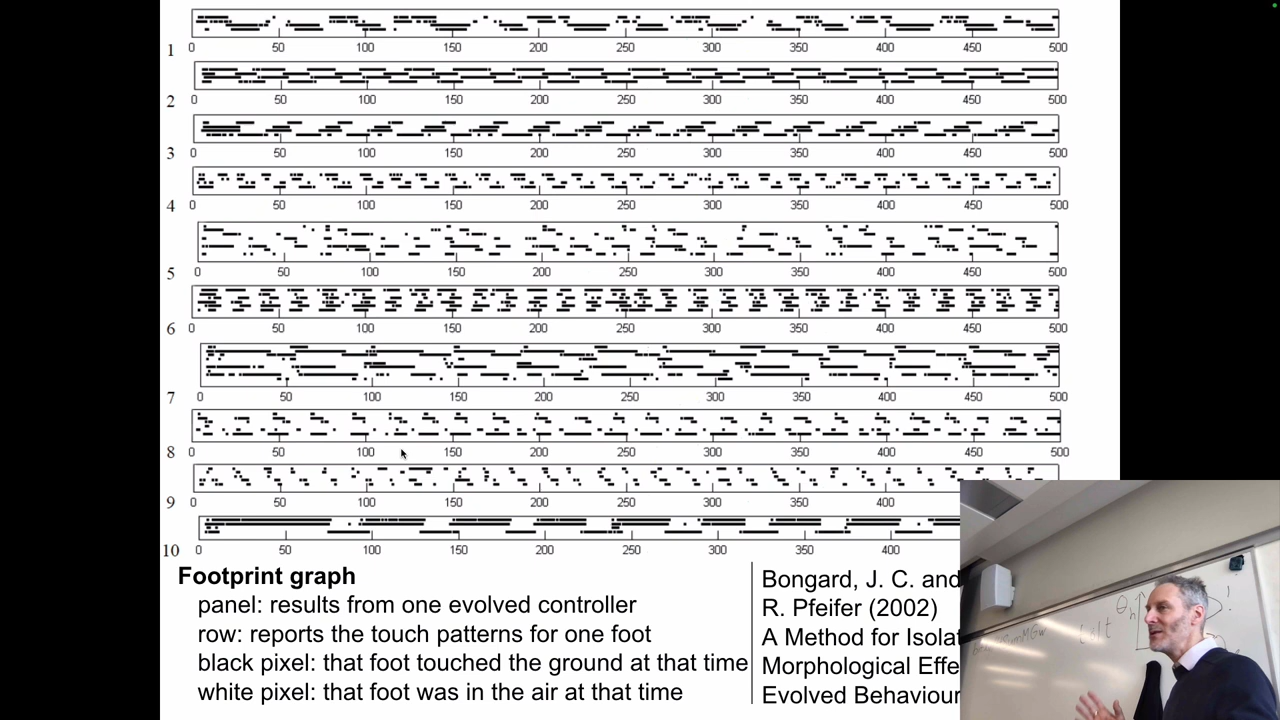 1
0 50 100 150 200 250 300 350 400 450 500
2
0 50 100 150 200 250 300 350 400 450 500
3
0 50 100 150 200 250 300 350 400 450 500
4
0 50 100 150 200 250 300 350 400 450 500
5
0 50 100 150 200 250 300 350 400 450 500
6
0 50 100 150 200 250 300 350 400 450 500
7
0 50 100 150 200 250 300 350 400 450 500
8
0 50 100 150 200 250 300 350 400 450 500
9
0 50 100 150 200 250 300 350 400
10
0 50 100 150 200 250 300 350 400
Footprint graph
panel: results from one evolved controller
row: reports the touch patterns for one foot
black pixel: that foot touched the ground at that time
white pixel: that foot was in the air at that time
Bongard, J. C. and
R. Pfeifer (2002)
A Method for Isolat
Morphological Effe
Evolved Behaviour